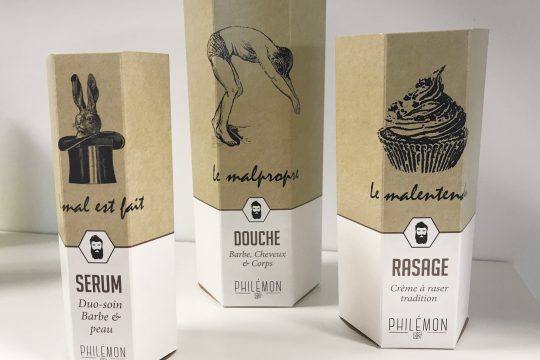 mal est fait
SERUM
Duo-soin
Barbe &
peau
PHILÉMON
Le malpropre
DOUCHE
Barbe, Cheveux
& Corps
PHILÉMON
Le malentend
RASAGE
Crème à raser
tradition
PHILÉMON